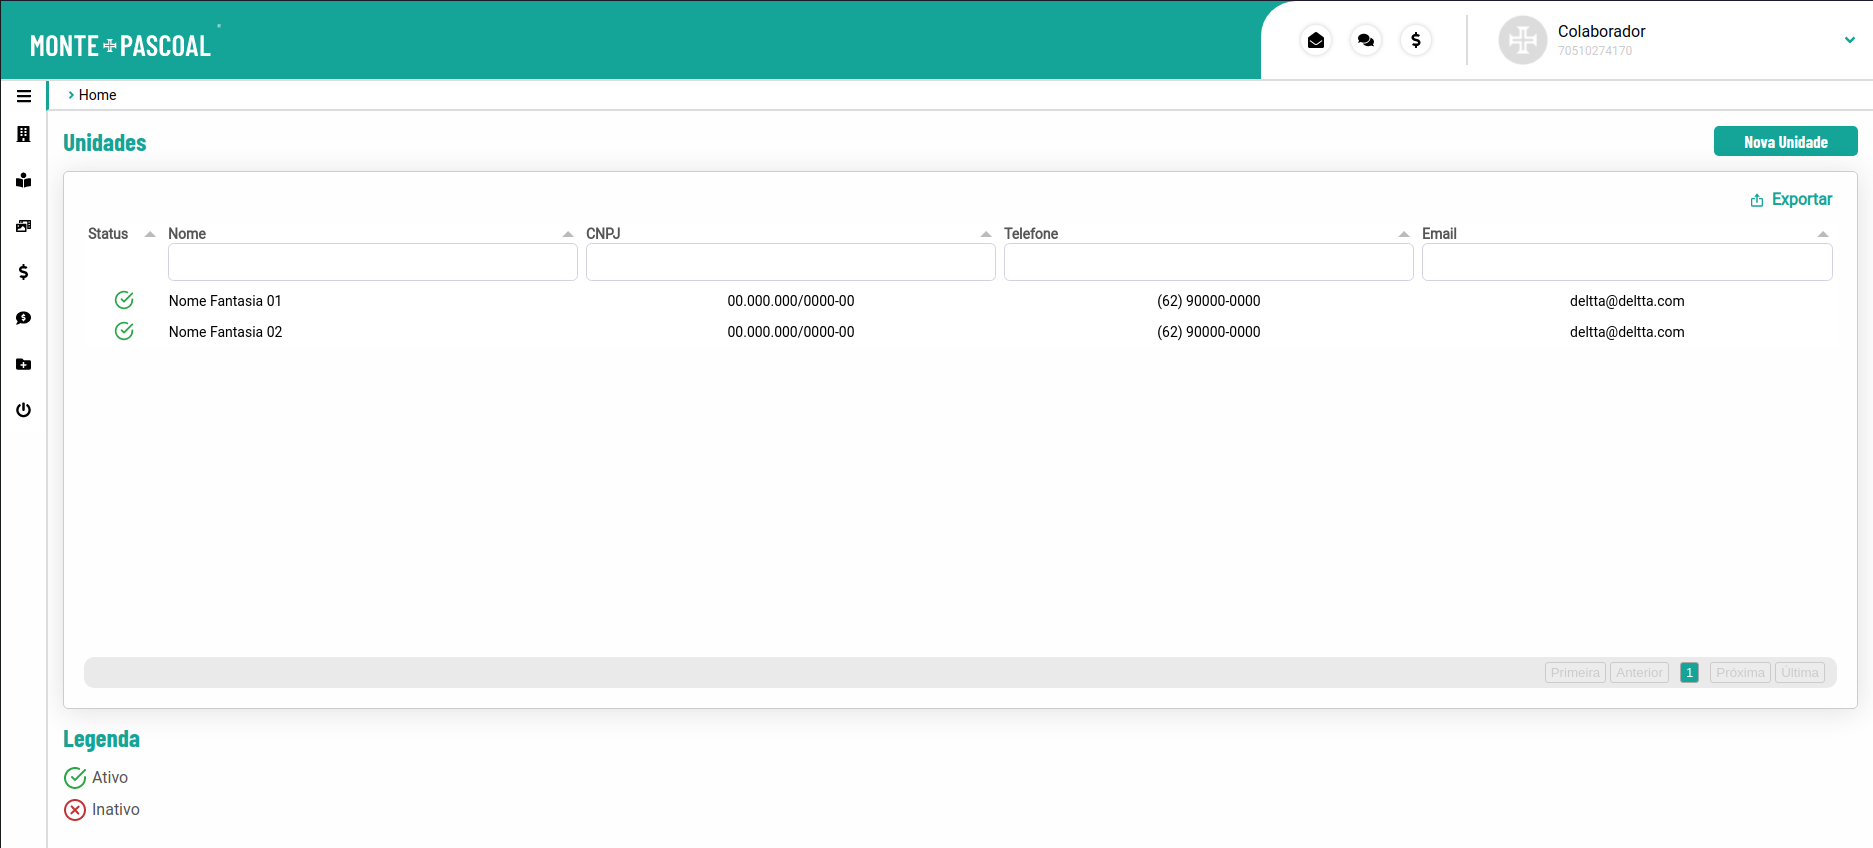 MONTE PASCOAL
Colaborador
70510274170
Home
Unidades
Nova Unidade
Exportar
Status Nome CNPJ Telefone Email
Nome Fantasia 01 00.000.000/0000-00 (62) 90000-0000 deltta@deltta.com
Nome Fantasia 02 00.000.000/0000-00 (62) 90000-0000 deltta@deltta.com
Primeira Anterior 1 Próxima Última
Legenda
Ativo
Inativo